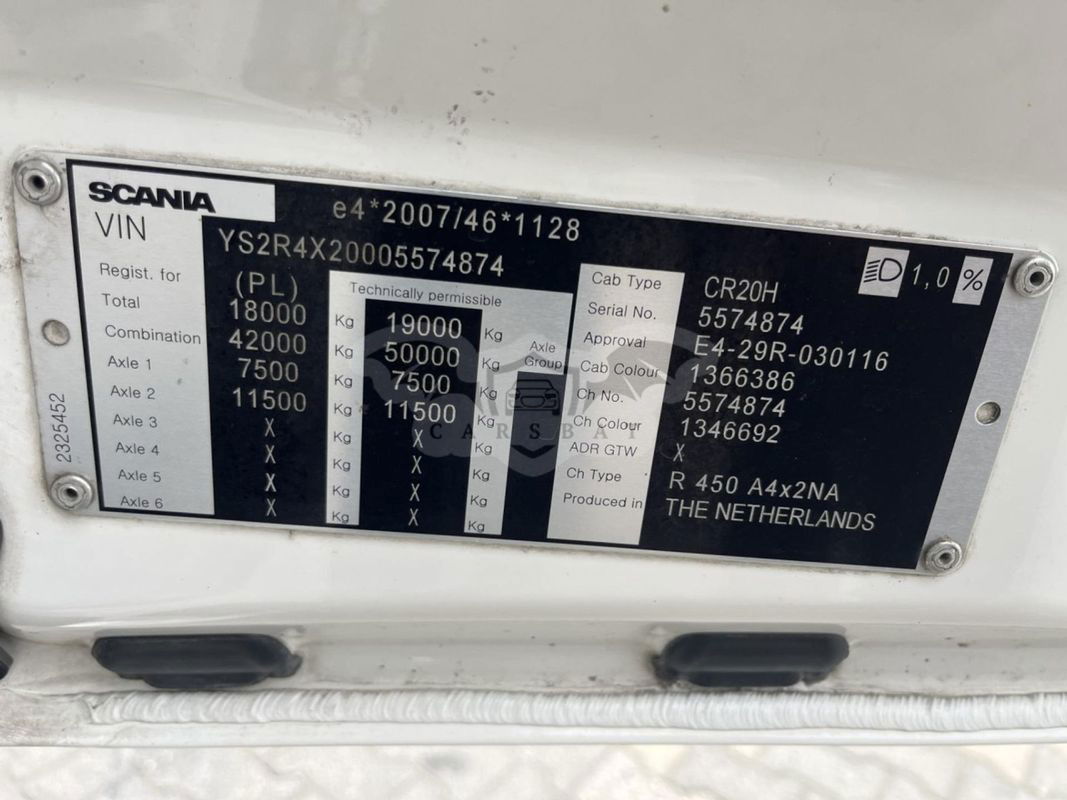 SCANIA
e4*2007/46*1128
VIN
YS2R4X20005574874
Regist. for (PL) Technically permissible
Total 18000 Kg 19000 Kg
Combination 42000 Kg 50000 Kg
Axle 1 7500 Kg 7500 Kg
Axle 2 11500 Kg 11500 Kg
Axle 3 X Kg X Kg
Axle 4 X Kg X Kg
Axle 5 X Kg X Kg
Axle 6 X Kg X Kg
Axle
Group
Cab Type CR20H
Serial No. 5574874
Approval E4-29R-030116
Cab Colour 1366386
Ch No. 5574874
Ch Colour 1346692
ADR GTW X
Ch Type R 450 A4x2NA
Produced in THE NETHERLANDS
1,0 %
2325452
CARSBAY